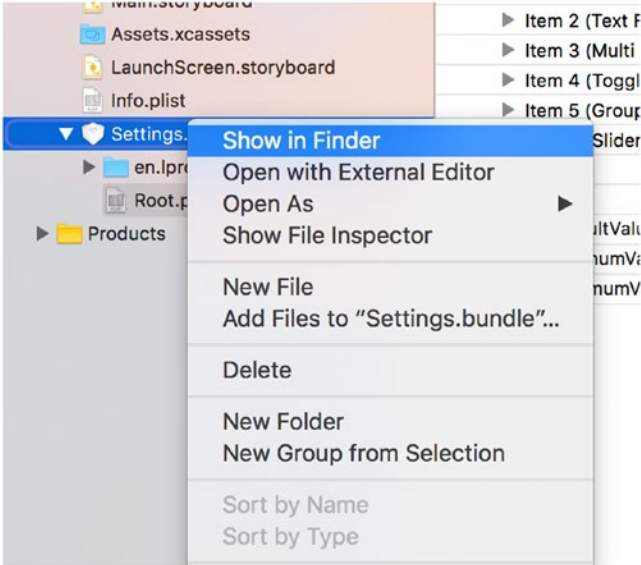 Main.storyboard
Assets.xcassets
LaunchScreen.storyboard
Info.plist
Settings.
en.lpro
Root.p
Products
Item 2 (Text F
Item 3 (Multi
Item 4 (Toggl
Item 5 (Group
Slider
ultValu
numVa
mumV
Show in Finder
Open with External Editor
Open As
Show File Inspector
New File
Add Files to “Settings.bundle”...
Delete
New Folder
New Group from Selection
Sort by Name
Sort by Type